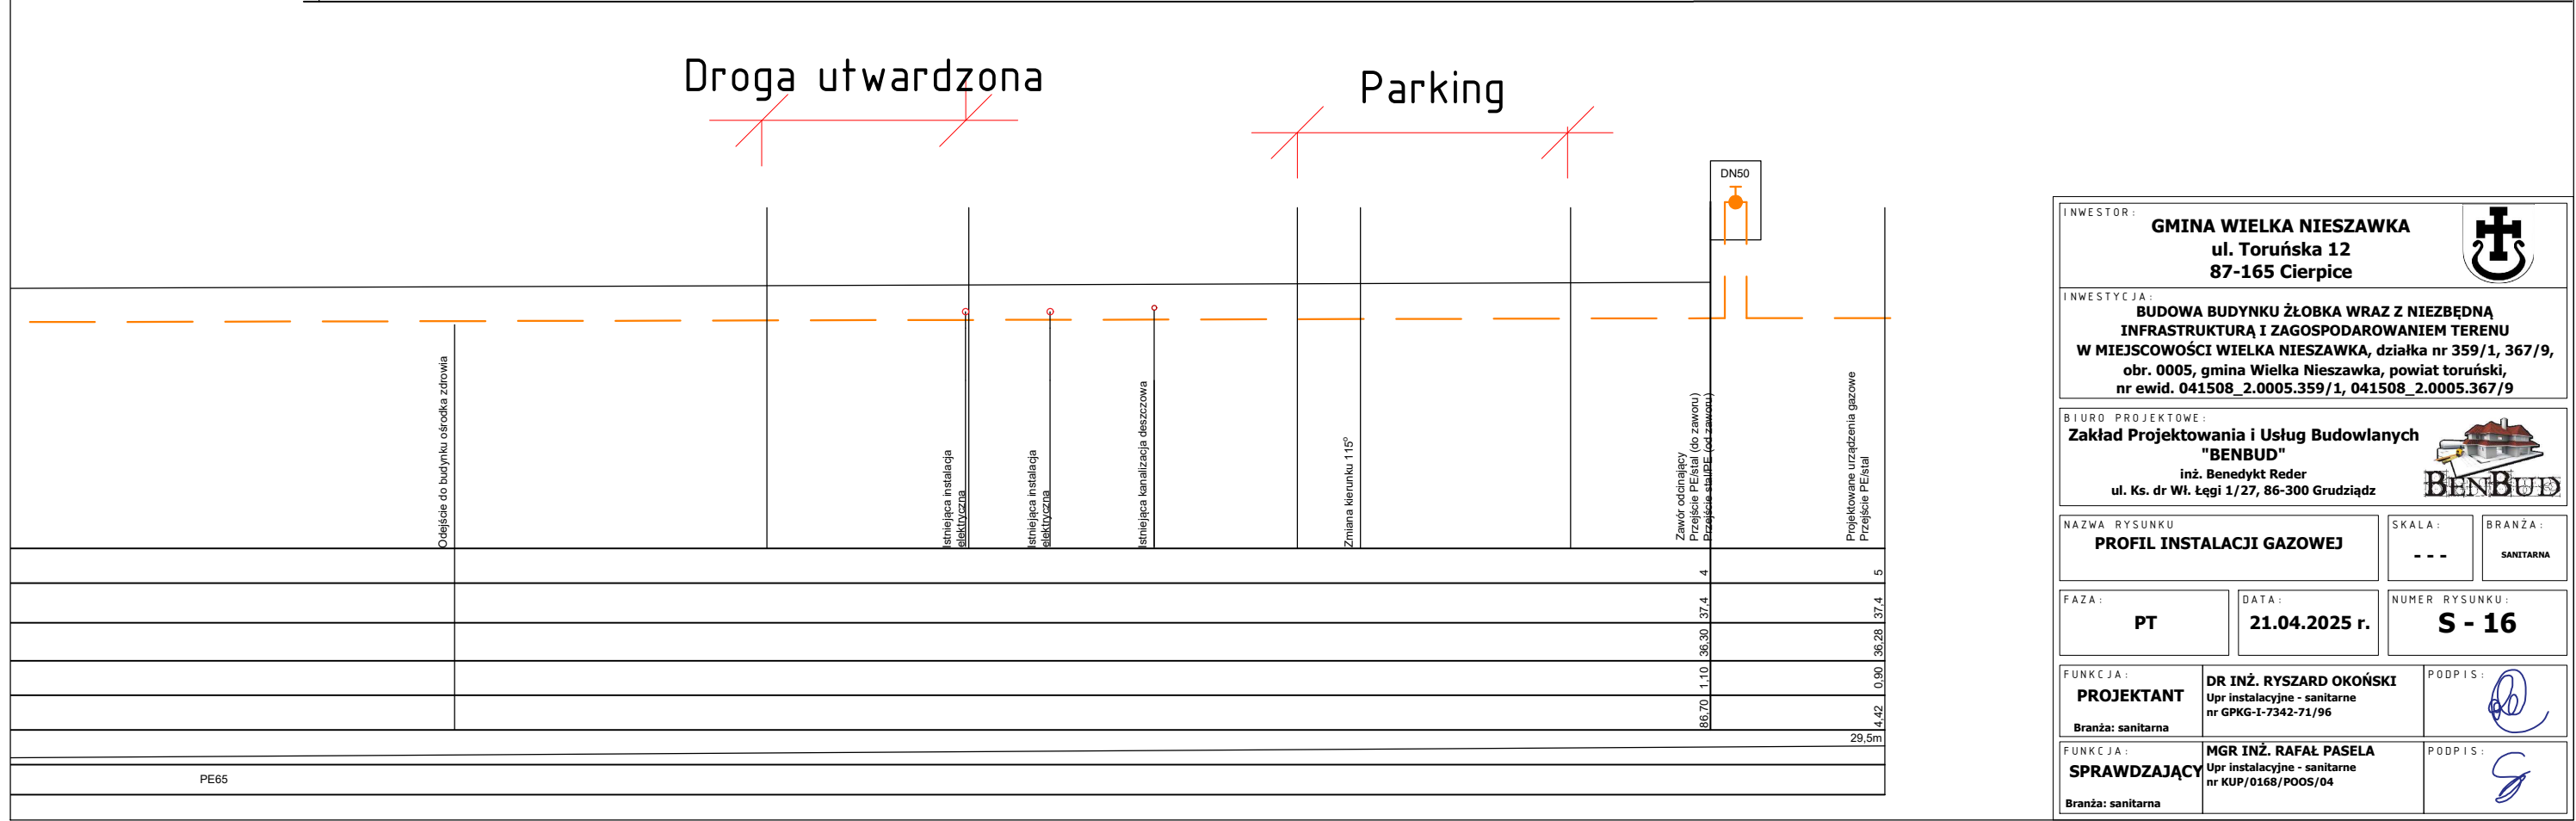 Droga utwardzona
Parking
DN50
Odejście do budynku ośrodka zdrowia
Istniejąca instalacja
elektryczna
Istniejąca instalacja
elektryczna
Istniejąca kanalizacja deszczowa
Zmiana kierunku 115°
Zawór odcinający
Przejście PE/stal (do zaworu)
Przejście stal/PE (od zaworu)
Projektowane urządzenia gazowe
Przejście PE/stal
4
5
37,4
37,4
36,30
36,28
1,10
0,90
86,70
4,42
29,5m
PE65
INWESTOR:
GMINA WIELKA NIESZAWKA
ul. Toruńska 12
87-165 Cierpice
INWESTYCJA:
BUDOWA BUDYNKU ŻŁOBKA WRAZ Z NIEZBĘDNĄ
INFRASTRUKTURĄ I ZAGOSPODAROWANIEM TERENU
W MIEJSCOWOŚCI WIELKA NIESZAWKA, działka nr 359/1, 367/9,
obr. 0005, gmina Wielka Nieszawka, powiat toruński,
nr ewid. 041508_2.0005.359/1, 041508_2.0005.367/9
BIURO PROJEKTOWE:
Zakład Projektowania i Usług Budowlanych
"BENBUD"
inż. Benedykt Reder
ul. Ks. dr Wł. Łęgi 1/27, 86-300 Grudziądz
BENBUD
NAZWA RYSUNKU
PROFIL INSTALACJI GAZOWEJ
SKALA:
- - -
BRANŻA:
SANITARNA
FAZA:
PT
DATA:
21.04.2025 r.
NUMER RYSUNKU:
S - 16
FUNKCJA:
PROJEKTANT
Branża: sanitarna
DR INŻ. RYSZARD OKOŃSKI
Upr instalacyjne - sanitarne
nr GPKG-I-7342-71/96
PODPIS:
FUNKCJA:
SPRAWDZAJĄCY
Branża: sanitarna
MGR INŻ. RAFAŁ PASELA
Upr instalacyjne - sanitarne
nr KUP/0168/POOS/04
PODPIS: